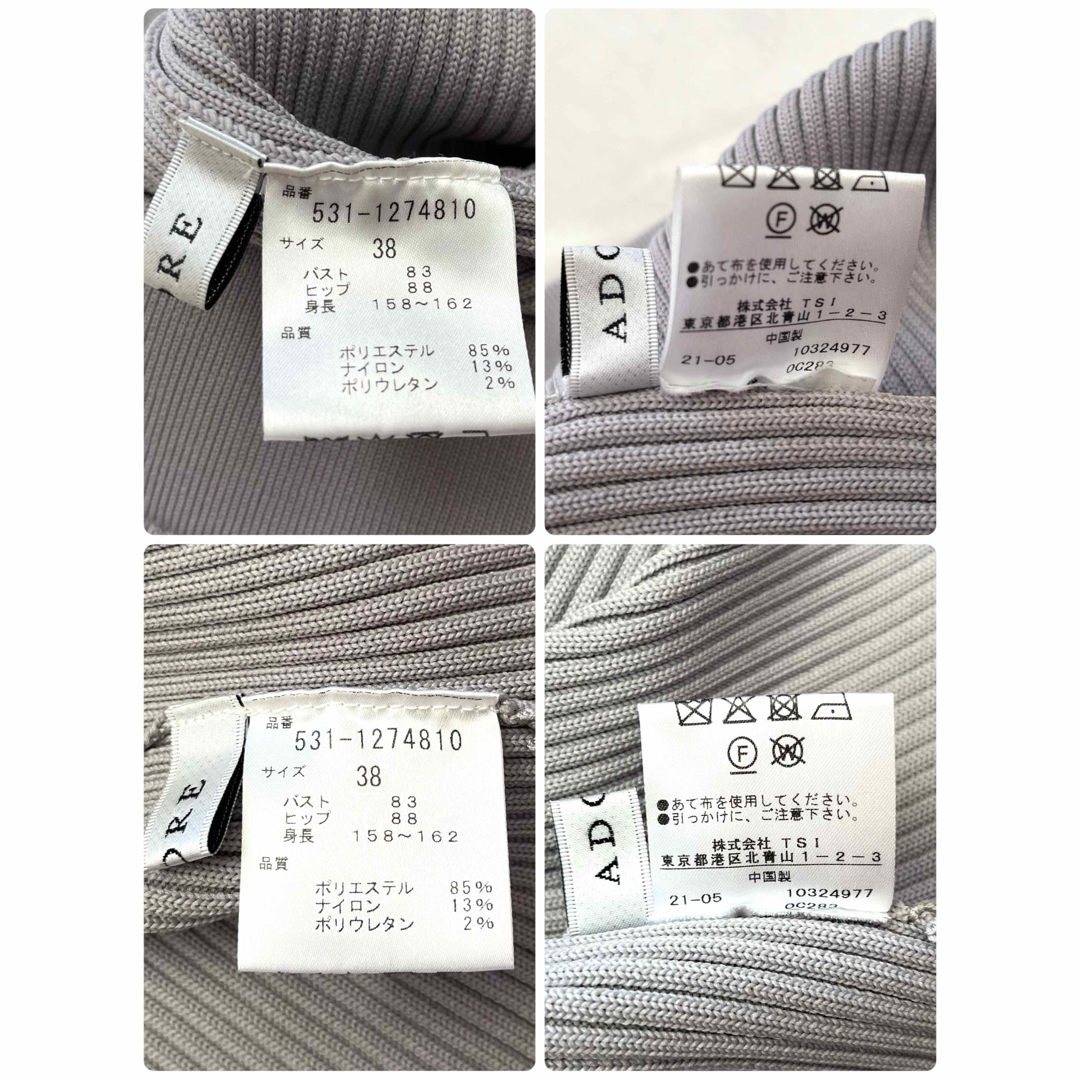 ORE
品番
531-1274810
サイズ 38
バスト 83
ヒップ 88
身長 158～162
品質
ポリエステル 85%
ナイロン 13%
ポリウレタン 2%
ADO
F W
●あて布を使用してください。
●引っかけに、ご注意下さい。
株式会社 TSI
東京都港区北青山1-2-3
中国製
21-05 10324977
0C283
ORE
品番
531-1274810
サイズ 38
バスト 83
ヒップ 88
身長 158～162
品質
ポリエステル 85%
ナイロン 13%
ポリウレタン 2%
ADO
F W
●あて布を使用してください。
●引っかけに、ご注意下さい。
株式会社 TSI
東京都港区北青山1-2-3
中国製
21-05 10324977
0C283